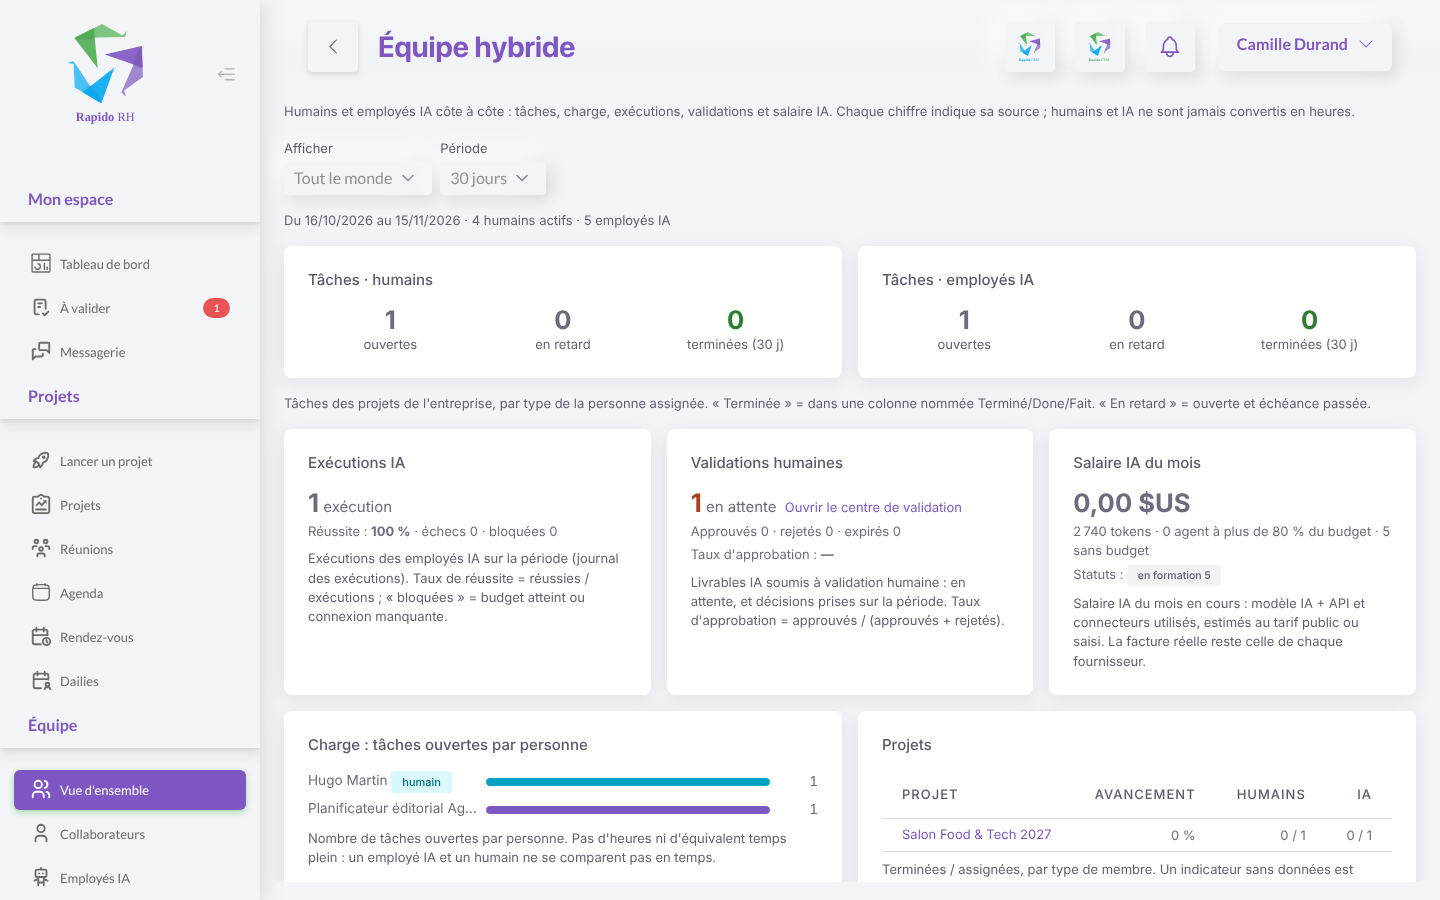 Rapido RH
Mon espace
Tableau de bord
À valider
1
Messagerie
Projets
Lancer un projet
Projets
Réunions
Agenda
Rendez-vous
Dailies
Équipe
Vue d'ensemble
Collaborateurs
Employés IA
Équipe hybride
Camille Durand
Humains et employés IA côte à côte : tâches, charge, exécutions, validations et salaire IA. Chaque chiffre indique sa source ; humains et IA ne sont jamais convertis en heures.
Afficher
Période
Tout le monde
30 jours
Du 16/10/2026 au 15/11/2026 · 4 humains actifs · 5 employés IA
Tâches · humains
1
0
0
ouvertes
en retard
terminées (30 j)
Tâches · employés IA
1
0
0
ouvertes
en retard
terminées (30 j)
Tâches des projets de l'entreprise, par type de la personne assignée. « Terminée » = dans une colonne nommée Terminé/Done/Fait. « En retard » = ouverte et échéance passée.
Exécutions IA
1 exécution
Réussite : 100 % · échecs 0 · bloquées 0
Exécutions des employés IA sur la période (journal
des exécutions). Taux de réussite = réussies /
exécutions ; « bloquées » = budget atteint ou
connexion manquante.
Validations humaines
1 en attente Ouvrir le centre de validation
Approuvés 0 · rejetés 0 · expirés 0
Taux d'approbation : —
Livrables IA soumis à validation humaine : en
attente, et décisions prises sur la période. Taux
d'approbation = approuvés / (approuvés + rejetés).
Salaire IA du mois
0,00 $US
2 740 tokens · 0 agent à plus de 80 % du budget · 5
sans budget
Statuts : en formation 5
Salaire IA du mois en cours : modèle IA + API et
connecteurs utilisés, estimés au tarif public ou
saisi. La facture réelle reste celle de chaque
fournisseur.
Charge : tâches ouvertes par personne
Hugo Martin humain 1
Planificateur éditorial Ag... 1
Nombre de tâches ouvertes par personne. Pas d'heures ni d'équivalent temps
plein : un employé IA et un humain ne se comparent pas en temps.
Projets
PROJET AVANCEMENT HUMAINS IA
Salon Food & Tech 2027 0 % 0 / 1 0 / 1
Terminées / assignées, par type de membre. Un indicateur sans données est